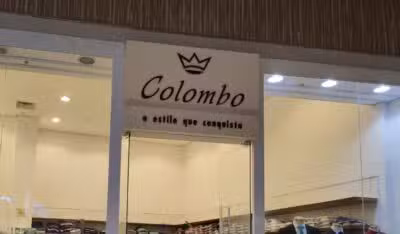 Colombo
o estilo que conquista